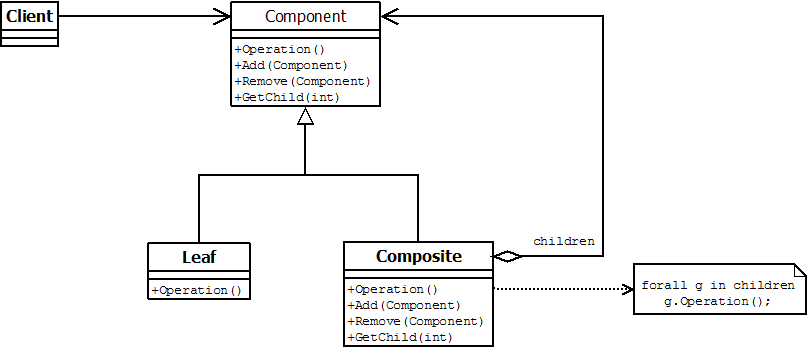 Client
Component
+Operation()
+Add(Component)
+Remove(Component)
+GetChild(int)
children
Leaf
+Operation()
Composite
+Operation()
+Add(Component)
+Remove(Component)
+GetChild(int)
forall g in children
g.Operation();